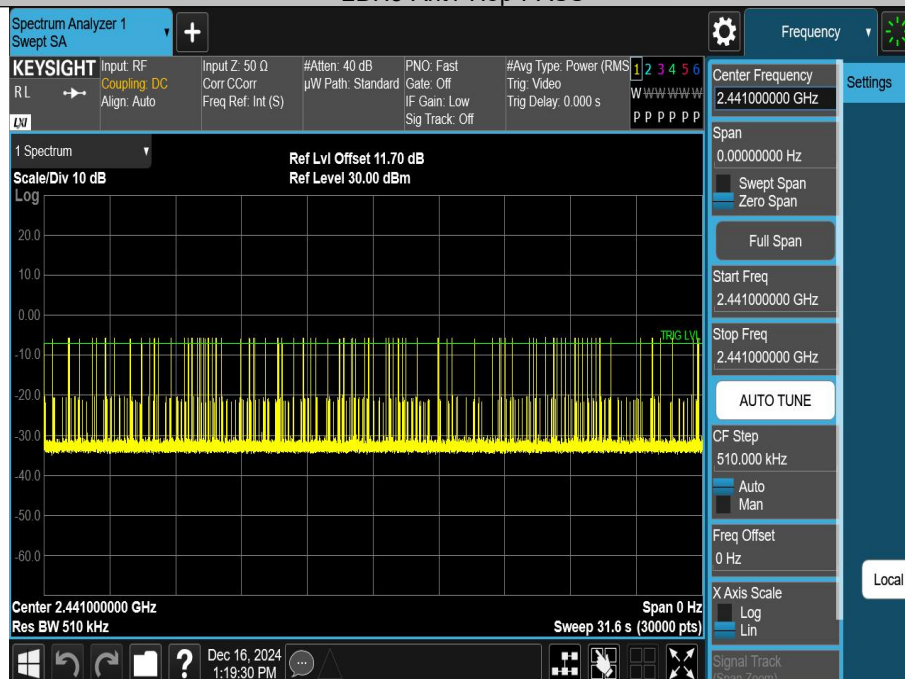 Spectrum Analyzer 1
Swept SA
Frequency
KEYSIGHT
RL
LXI
Input: RF
Coupling: DC
Align: Auto
Input Z: 50 Ω
Corr CCorr
Freq Ref: Int (S)
#Atten: 40 dB
µW Path: Standard
PNO: Fast
Gate: Off
IF Gain: Low
Sig Track: Off
#Avg Type: Power (RMS
Trig: Video
Trig Delay: 0.000 s
1 2 3 4 5 6
W W W W W W
P P P P P P
Center Frequency
2.441000000 GHz
Settings
Span
0.00000000 Hz
Swept Span
Zero Span
Full Span
Start Freq
2.441000000 GHz
Stop Freq
2.441000000 GHz
AUTO TUNE
CF Step
510.000 kHz
Auto
Man
Freq Offset
0 Hz
Local
X Axis Scale
Log
Lin
Signal Track
(Span Zoom)
1 Spectrum
Scale/Div 10 dB
Ref Lvl Offset 11.70 dB
Ref Level 30.00 dBm
Log
20.0
10.0
0.00
TRIG LVL
-10.0
-20.0
-30.0
-40.0
-50.0
-60.0
Center 2.441000000 GHz
Span 0 Hz
Res BW 510 kHz
Sweep 31.6 s (30000 pts)
?
Dec 16, 2024
1:19:30 PM